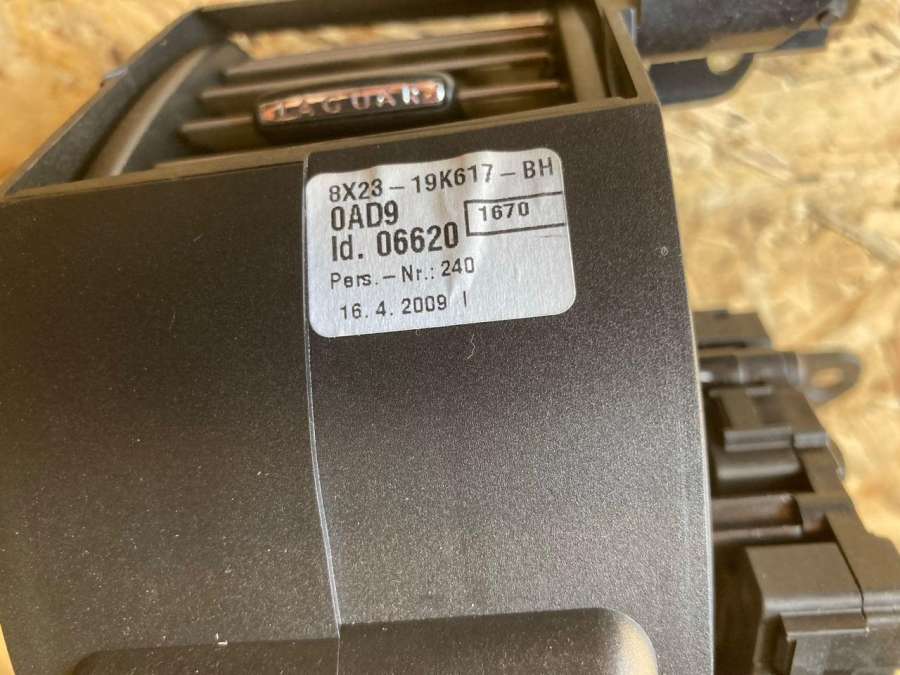 JAGUAR
8X23-19K617-BH
0AD9
1670
Id. 06620
Pers.-Nr.: 240
16.4.2009 |